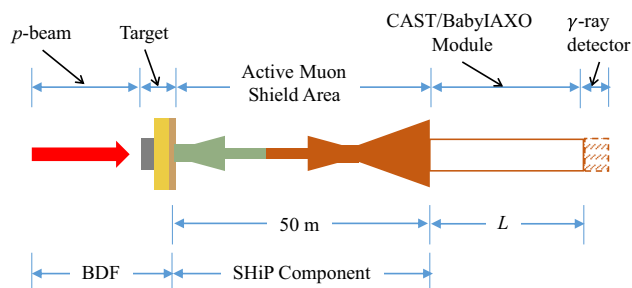 p-beam
Target
Active Muon
Shield Area
CAST/BabyIAXO
Module
γ-ray
detector
50 m
L
BDF
SHiP Component